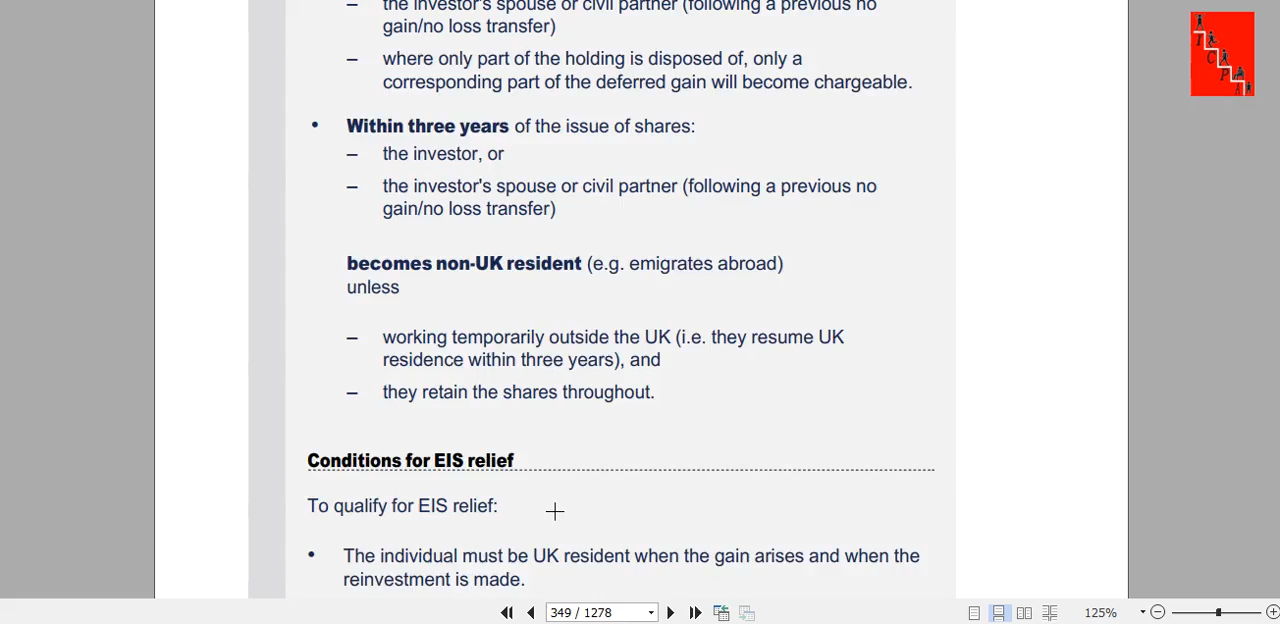 – the investor's spouse or civil partner (following a previous no
gain/no loss transfer)
– where only part of the holding is disposed of, only a
corresponding part of the deferred gain will become chargeable.
• Within three years of the issue of shares:
– the investor, or
– the investor's spouse or civil partner (following a previous no
gain/no loss transfer)
becomes non-UK resident (e.g. emigrates abroad)
unless
– working temporarily outside the UK (i.e. they resume UK
residence within three years), and
– they retain the shares throughout.
Conditions for EIS relief
To qualify for EIS relief:
• The individual must be UK resident when the gain arises and when the
reinvestment is made.
I
C
P
A
349 / 1278
125%